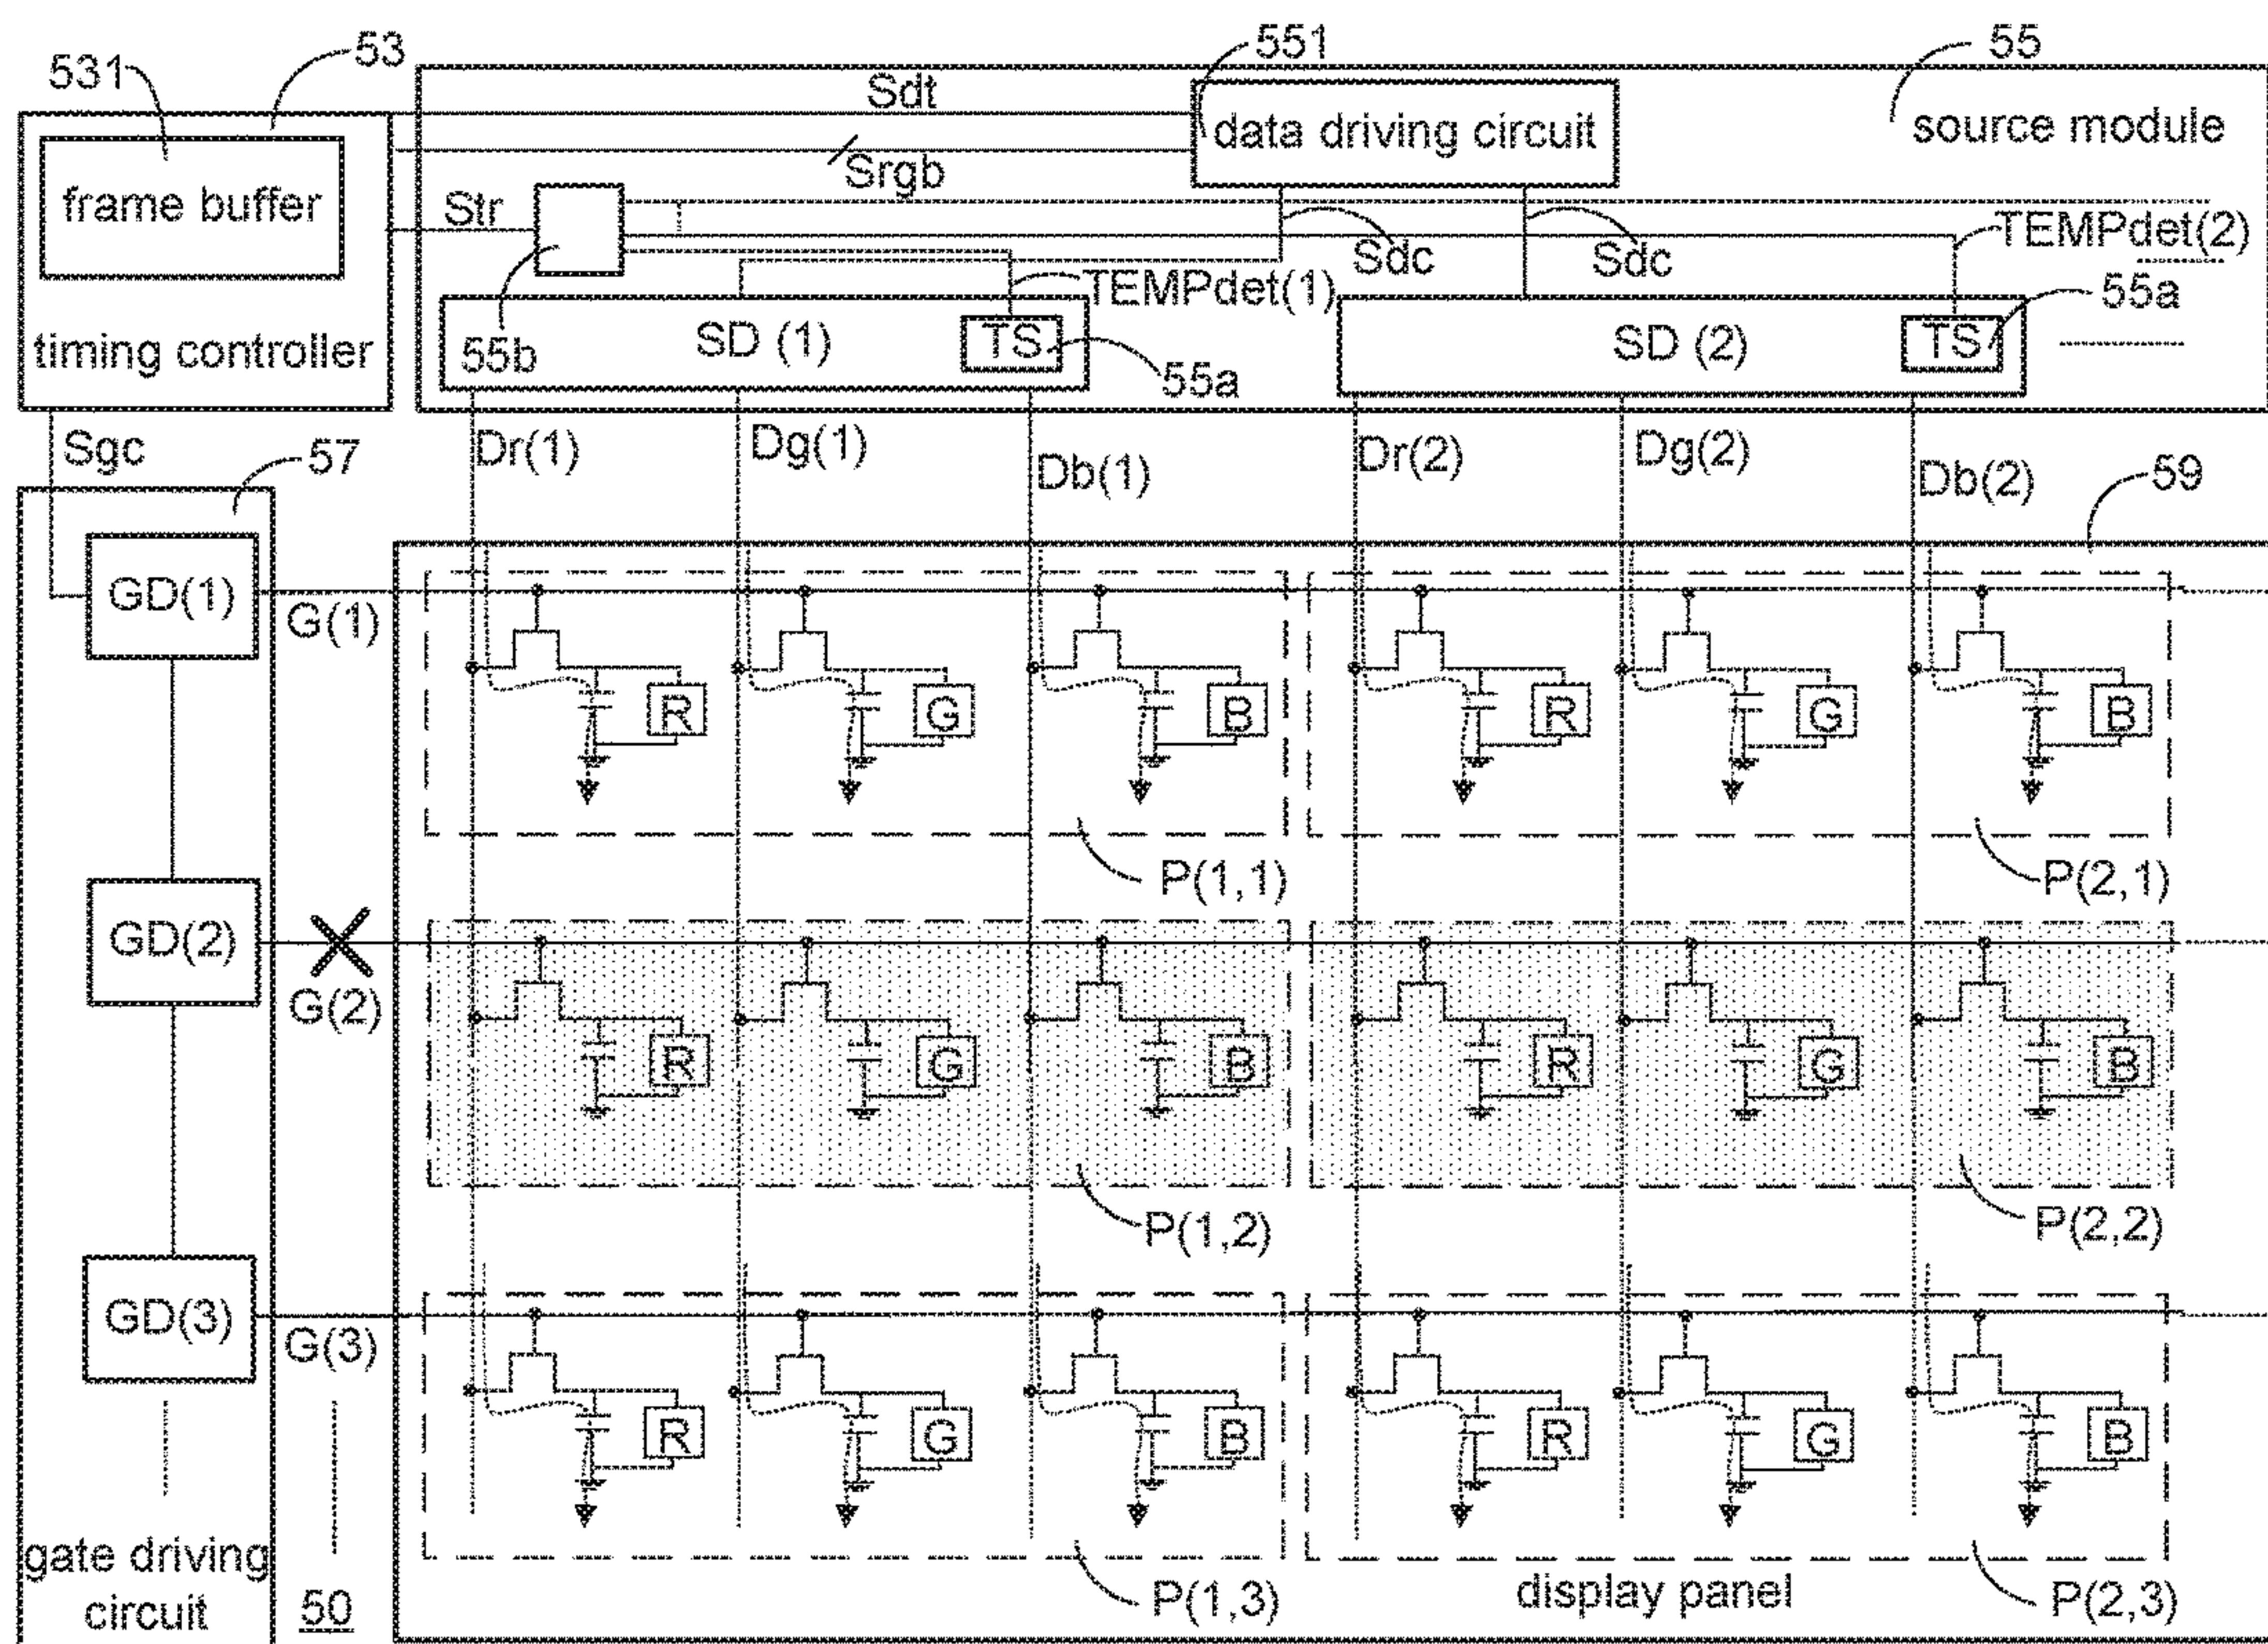 531
53
551
55
Sdt
data driving circuit
source module
frame buffer
Srgb
Str
Sdc
Sdc
TEMPdet(2)
TEMPdet(1)
55a
timing controller
55b
SD (1)
TS
55a
SD (2)
TS
Sgc
57
Dr(1)
Dg(1)
Db(1)
Dr(2)
Dg(2)
Db(2)
59
GD(1)
G(1)
R
G
B
R
G
B
P(1,1)
P(2,1)
GD(2)
G(2)
R
G
B
R
G
B
P(1,2)
P(2,2)
GD(3)
G(3)
R
G
B
R
G
B
gate driving
circuit
50
P(1,3)
display panel
P(2,3)